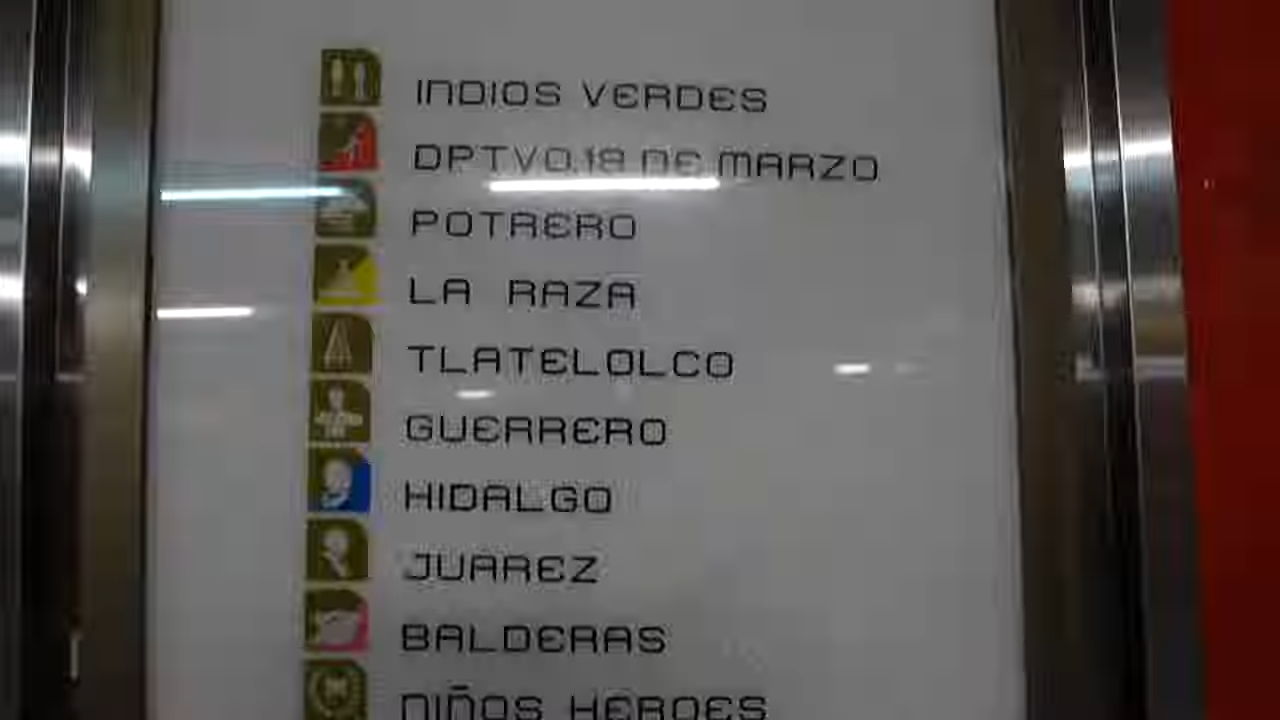 INDIOS VERDES
DPTVO.18 DE MARZO
POTRERO
LA RAZA
TLATELOLCO
GUERRERO
HIDALGO
JUAREZ
BALDERAS
NIÑOS HEROES